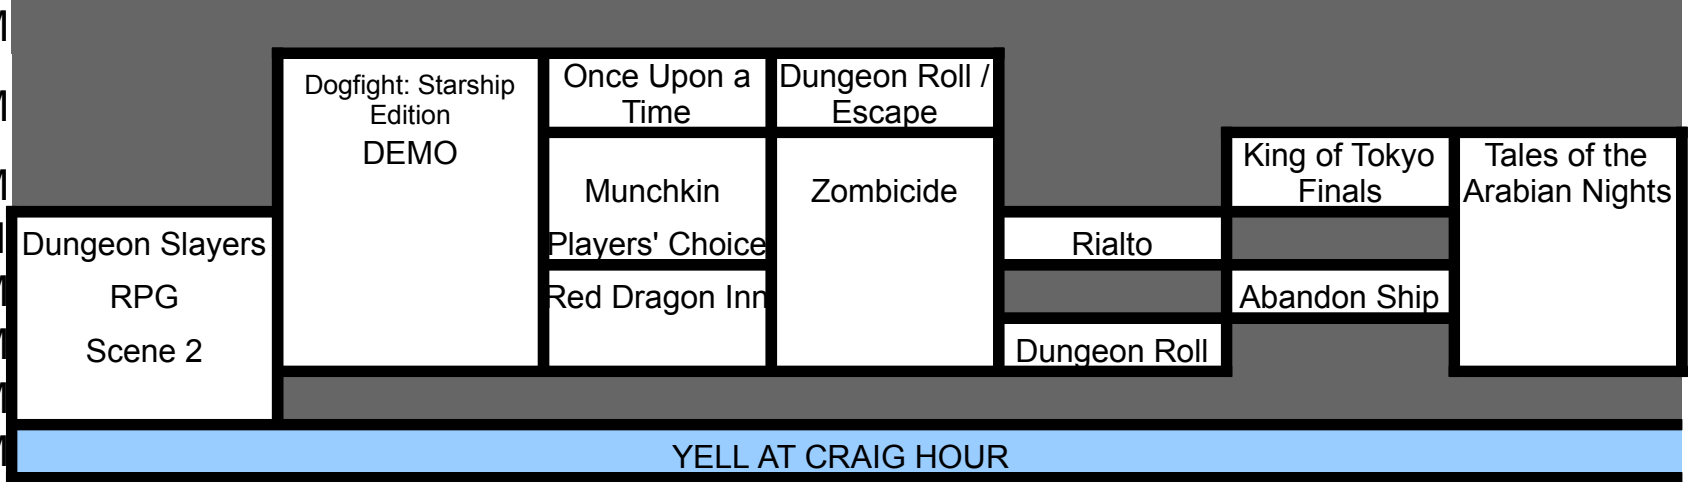 Dogfight: Starship
Edition
DEMO
Once Upon a
Time
Dungeon Roll /
Escape
Munchkin
Players' Choice
Zombicide
King of Tokyo
Finals
Tales of the
Arabian Nights
Dungeon Slayers
RPG
Scene 2
Rialto
Red Dragon Inn
Abandon Ship
Dungeon Roll
YELL AT CRAIG HOUR